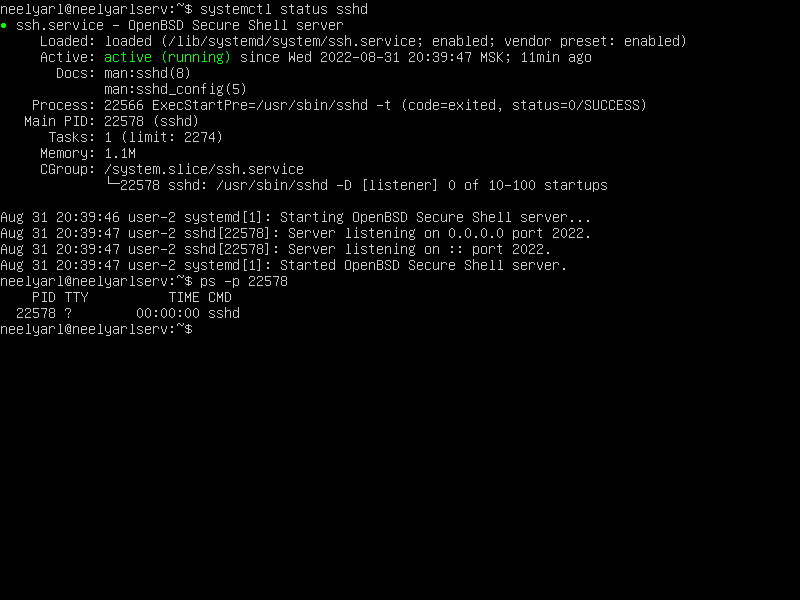 neelyarl@neelyarlserv:~$ systemctl status sshd
● ssh.service - OpenBSD Secure Shell server
     Loaded: loaded (/lib/systemd/system/ssh.service; enabled; vendor preset: enabled)
     Active: active (running) since Wed 2022-08-31 20:39:47 MSK; 11min ago
       Docs: man:sshd(8)
             man:sshd_config(5)
    Process: 22566 ExecStartPre=/usr/sbin/sshd -t (code=exited, status=0/SUCCESS)
   Main PID: 22578 (sshd)
      Tasks: 1 (limit: 2274)
     Memory: 1.1M
     CGroup: /system.slice/ssh.service
             └─22578 sshd: /usr/sbin/sshd -D [listener] 0 of 10-100 startups
Aug 31 20:39:46 user-2 systemd[1]: Starting OpenBSD Secure Shell server...
Aug 31 20:39:47 user-2 sshd[22578]: Server listening on 0.0.0.0 port 2022.
Aug 31 20:39:47 user-2 sshd[22578]: Server listening on :: port 2022.
Aug 31 20:39:47 user-2 systemd[1]: Started OpenBSD Secure Shell server.
neelyarl@neelyarlserv:~$ ps -p 22578
    PID TTY          TIME CMD
  22578 ?        00:00:00 sshd
neelyarl@neelyarlserv:~$